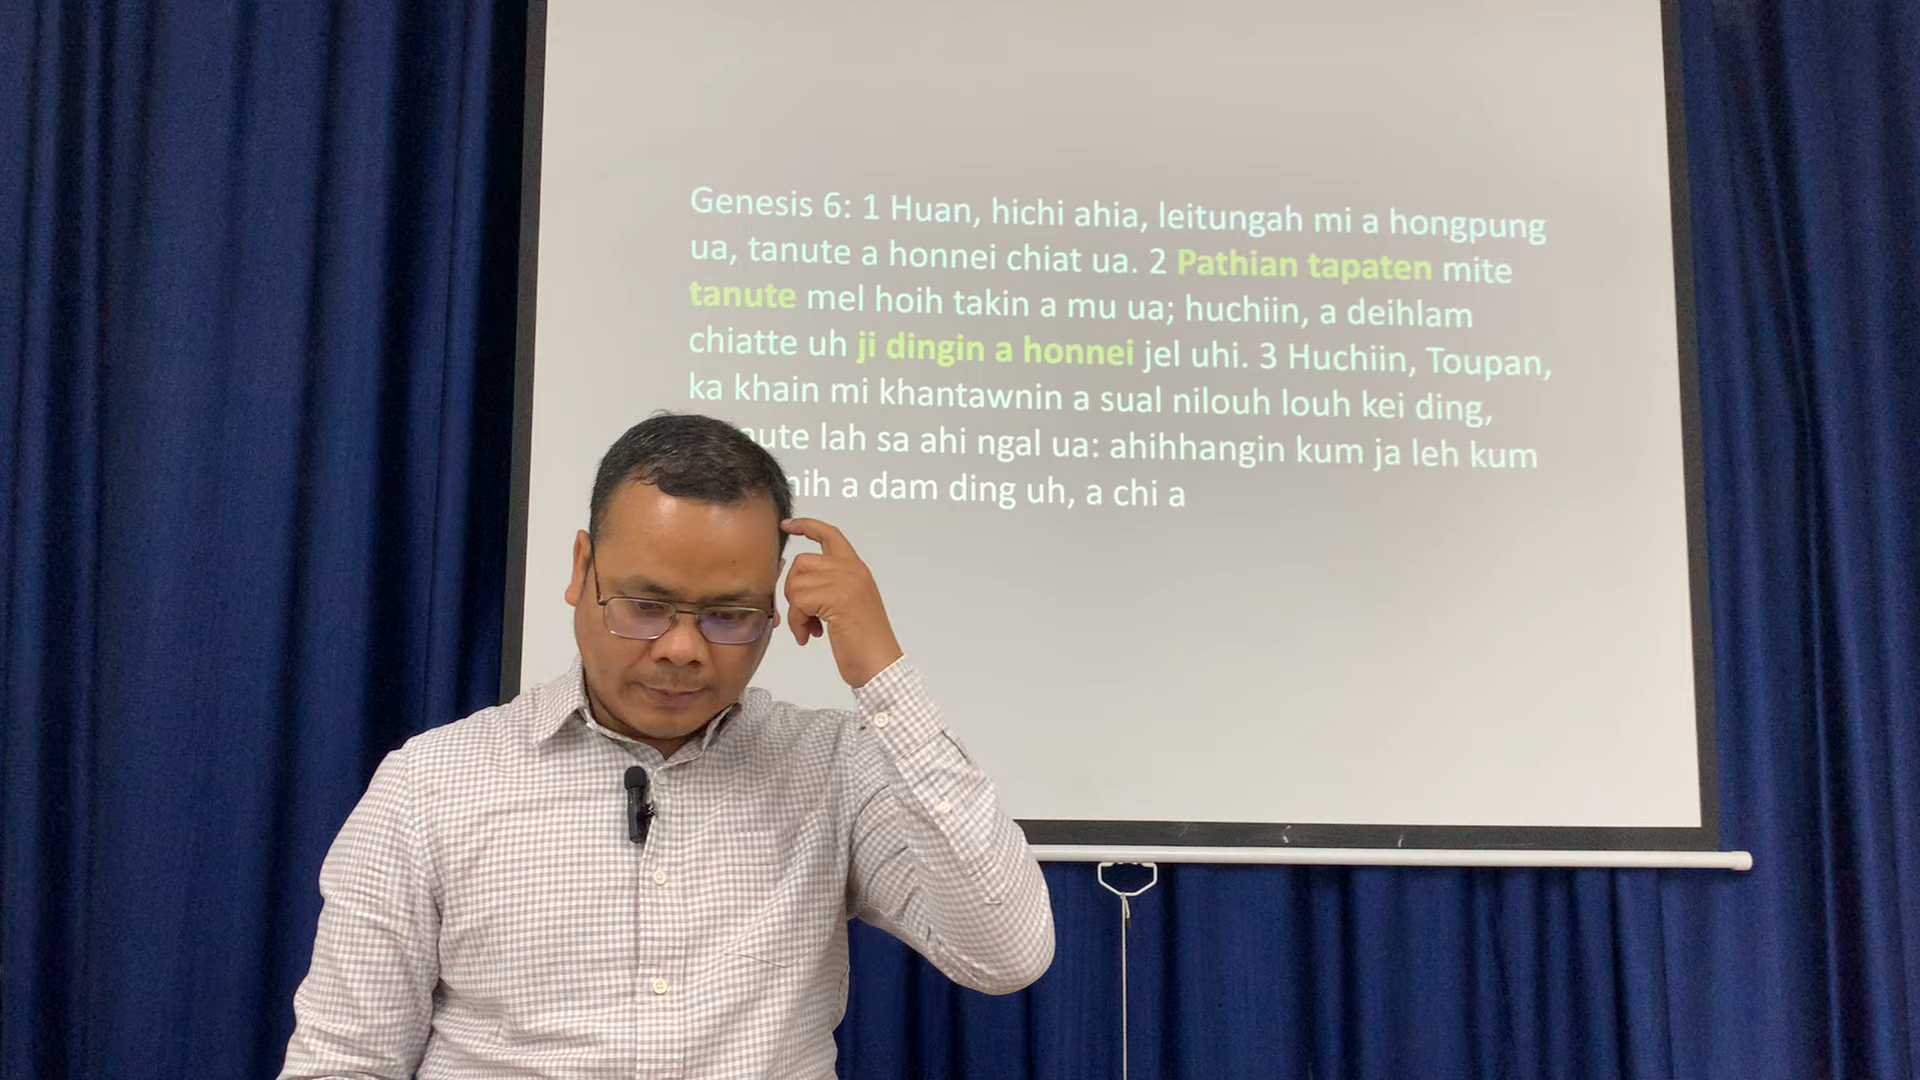 Genesis 6: 1 Huan, hichi ahia, leitungah mi a hongpung
ua, tanute a honnei chiat ua. 2 Pathian tapaten mite
tanute mel hoih takin a mu ua; huchiin, a deihlam
chiatte uh ji dingin a honnei jel uhi. 3 Huchiin, Toupan,
ka khain mi khantawnin a sual nilouh louh kei ding,
lah sa ahi ngal ua: ahihhangin kum ja leh kum
a dam ding uh, a chi a